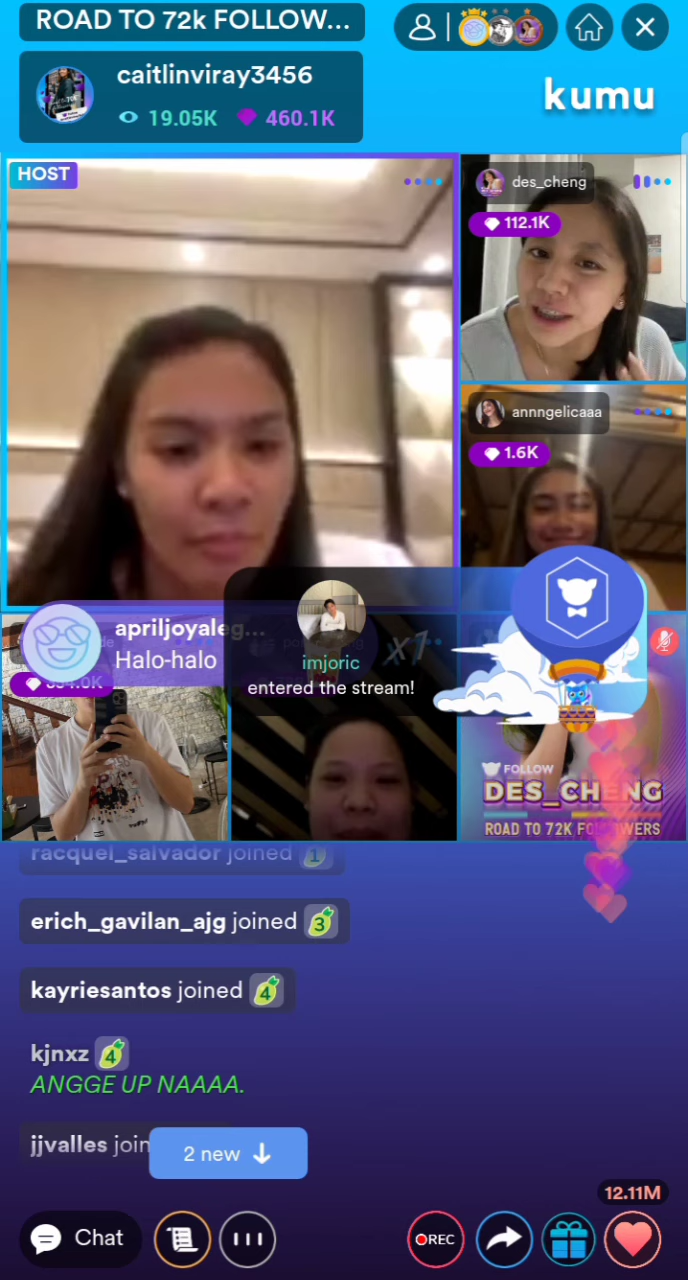 ROAD TO 72k FOLLOW...
caitlinviray3456
19.05K 460.1K
kumu
HOST
des_cheng
112.1K
annngelicaaa
1.6K
apriljoyaleg...
Halo-halo
x1
imjoric
entered the stream!
FOLLOW
DES_CHENG
ROAD TO 72K FOLLOWERS
racquel_salvador joined 1
erich_gavilan_ajg joined 3
kayriesantos joined 4
kjnxz 4
ANGGE UP NAAAA.
jjvalles join
2 new
12.11M
Chat
REC